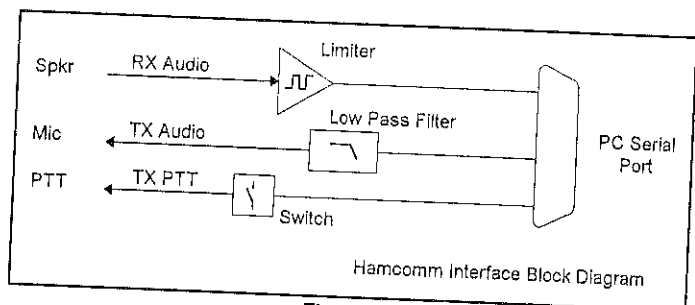 Limiter
Spkr
RX Audio
Low Pass Filter
Mic
TX Audio
PC Serial
Port
PTT
TX PTT
Switch
Hamcomm Interface Block Diagram